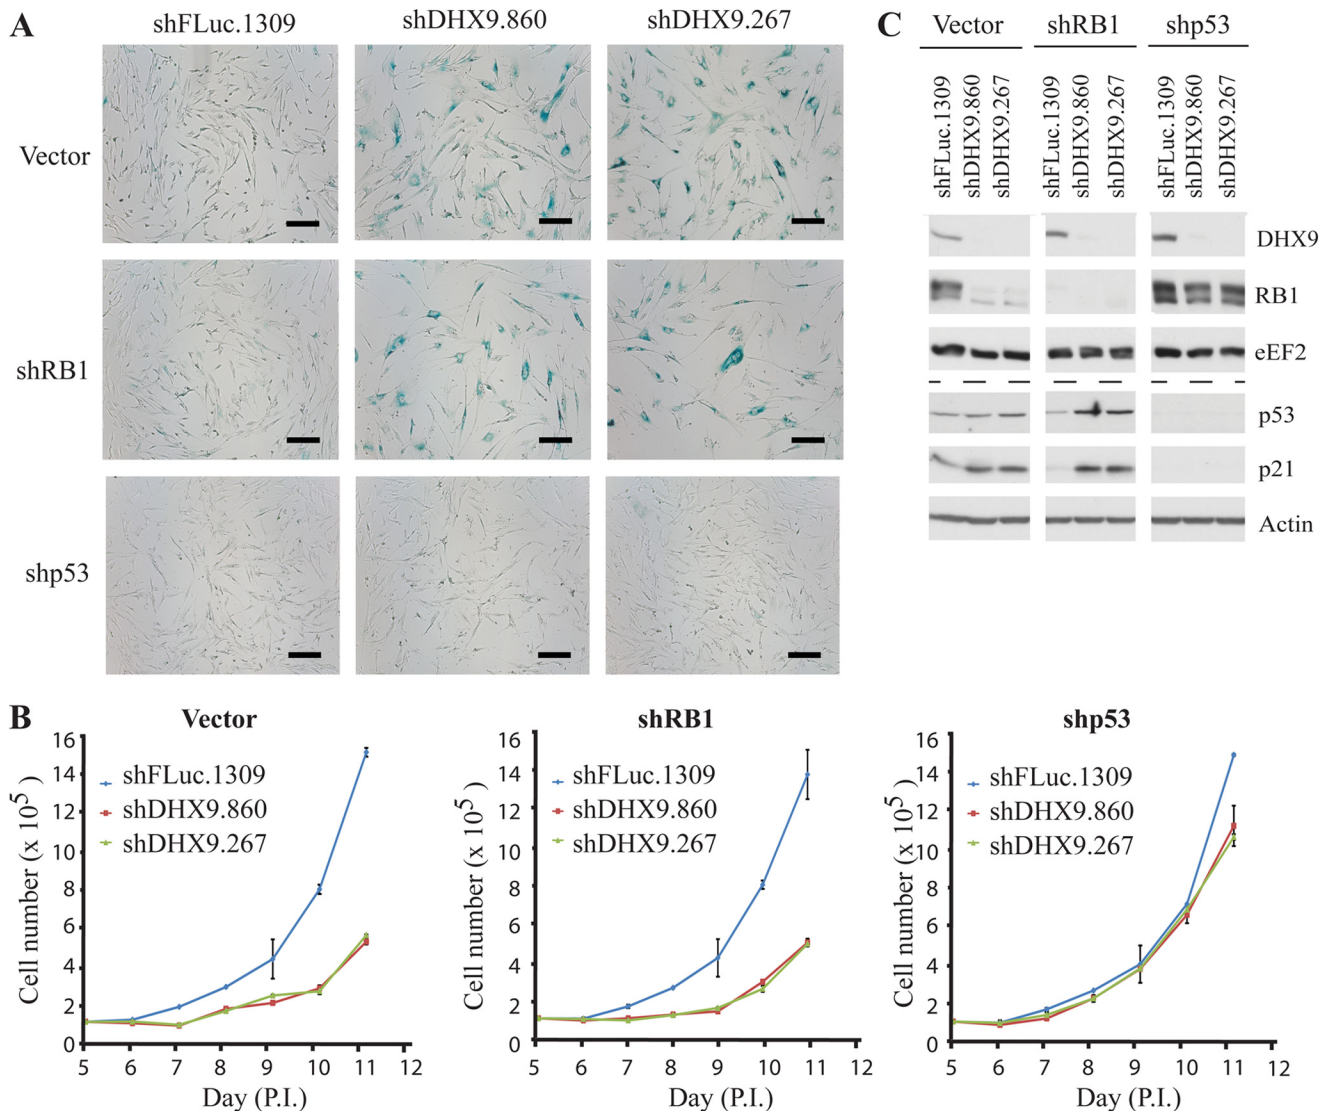 A
shFLuc.1309 shDHX9.860 shDHX9.267
Vector
shRB1
shp53
C
Vector shRB1 shp53
shFLuc.1309 shDHX9.860 shDHX9.267 shFLuc.1309 shDHX9.860 shDHX9.267 shFLuc.1309 shDHX9.860 shDHX9.267
DHX9
RB1
eEF2
p53
p21
Actin
B
Vector
Cell number (x 10^5)
16
14
12
10
8
6
4
2
0
shFLuc.1309
shDHX9.860
shDHX9.267
5 6 7 8 9 10 11 12
Day (P.I.)
shRB1
Cell number (x 10^5)
16
14
12
10
8
6
4
2
0
shFLuc.1309
shDHX9.860
shDHX9.267
5 6 7 8 9 10 11 12
Day (P.I.)
shp53
Cell number (x 10^5)
16
14
12
10
8
6
4
2
0
shFLuc.1309
shDHX9.860
shDHX9.267
5 6 7 8 9 10 11 12
Day (P.I.)